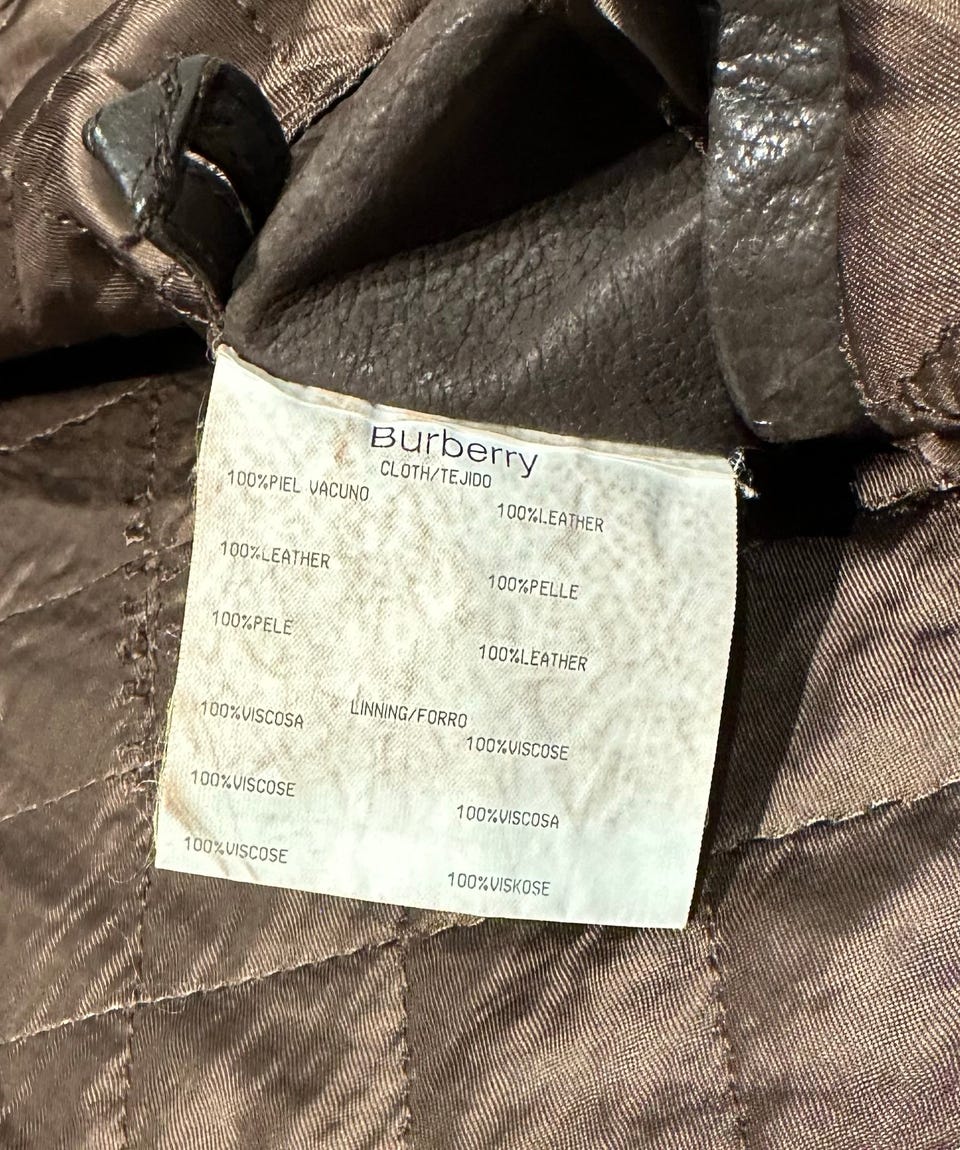 Burberry
CLOTH/TEJIDO
100%PIEL VACUNO
100%LEATHER
100%LEATHER
100%PELLE
100%PELE
100%LEATHER
LINNING/FORRO
100%VISCOSA
100%VISCOSE
100%VISCOSE
100%VISCOSA
100%VISCOSE
100%VISKOSE